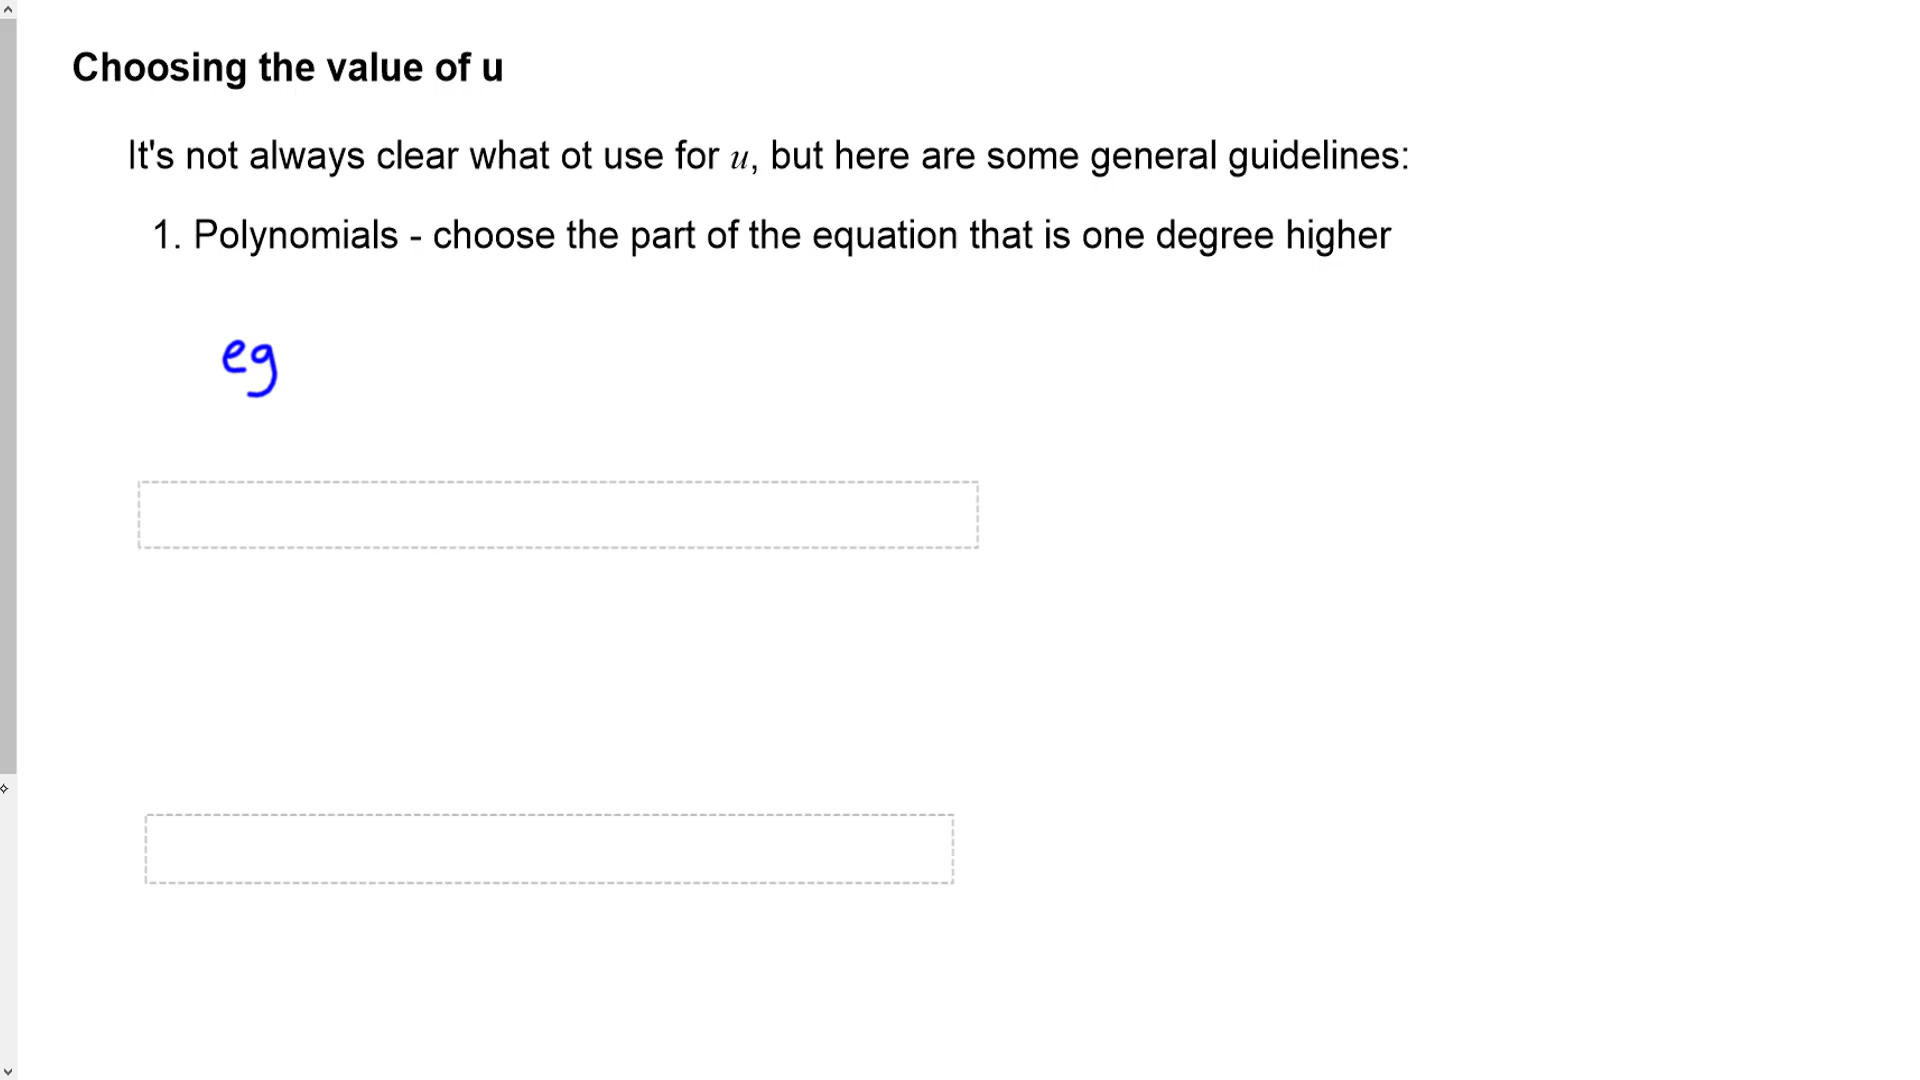 Choosing the value of u
It's not always clear what ot use for u, but here are some general guidelines:
1. Polynomials - choose the part of the equation that is one degree higher
eg